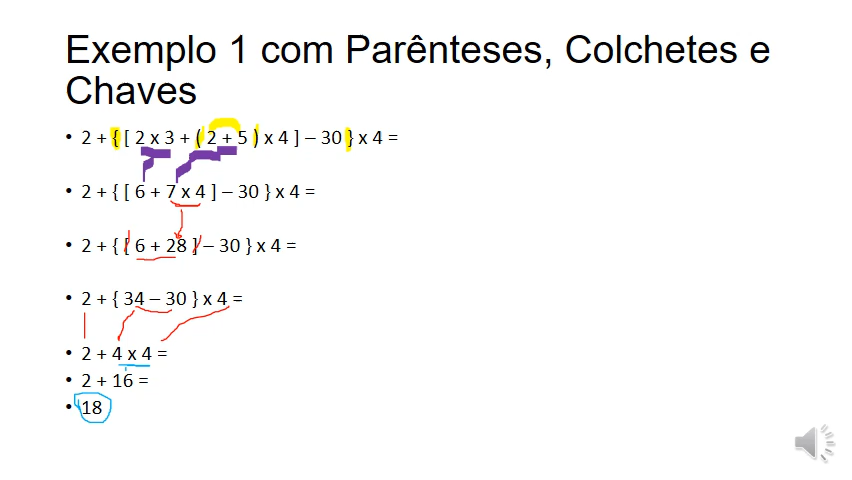 Exemplo 1 com Parênteses, Colchetes e
Chaves
• 2 + { [ 2 x 3 + ( 2 + 5 ) x 4 ] – 30 } x 4 =
• 2 + { [ 6 + 7 x 4 ] – 30 } x 4 =
• 2 + { [ 6 + 28 ] – 30 } x 4 =
• 2 + { 34 – 30 } x 4 =
• 2 + 4 x 4 =
• 2 + 16 =
• 18